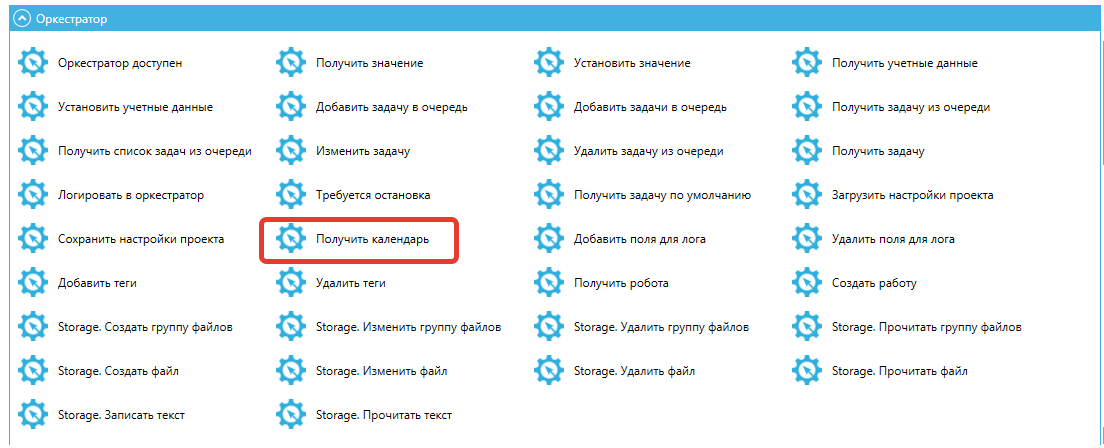 Оркестратор
Оркестратор доступен
Получить значение
Установить значение
Получить учетные данные
Установить учетные данные
Добавить задачу в очередь
Добавить задачи в очередь
Получить задачу из очереди
Получить список задач из очереди
Изменить задачу
Удалить задачу из очереди
Получить задачу
Логировать в оркестратор
Требуется остановка
Получить задачу по умолчанию
Загрузить настройки проекта
Сохранить настройки проекта
Получить календарь
Добавить поля для лога
Удалить поля для лога
Добавить теги
Удалить теги
Получить робота
Создать работу
Storage. Создать группу файлов
Storage. Изменить группу файлов
Storage. Удалить группу файлов
Storage. Прочитать группу файлов
Storage. Создать файл
Storage. Изменить файл
Storage. Удалить файл
Storage. Прочитать файл
Storage. Записать текст
Storage. Прочитать текст